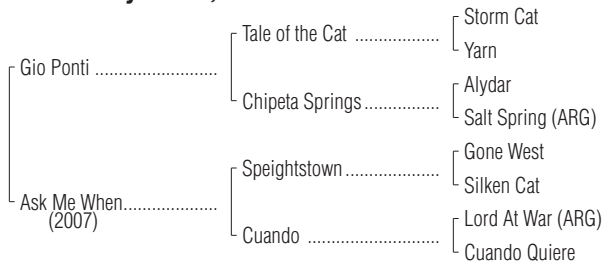 Tale of the Cat ..................
Storm Cat
Yarn
Gio Ponti ..........................
Chipeta Springs ................
Alydar
Salt Spring (ARG)
Speightstown ....................
Gone West
Silken Cat
Ask Me When....................
(2007)
Cuando ............................
Lord At War (ARG)
Cuando Quiere